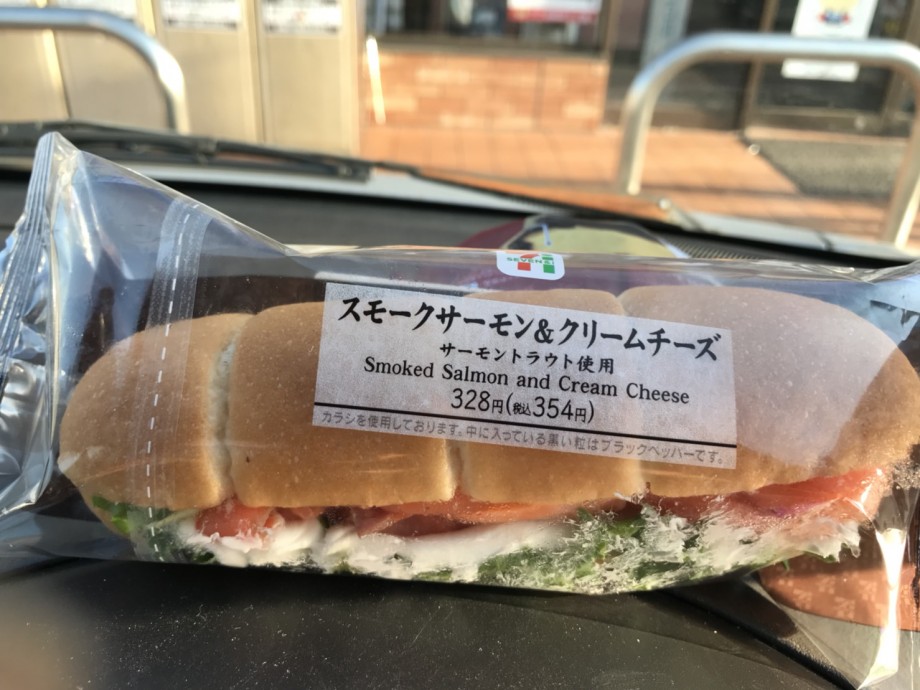 SEVEN
スモークサーモン&クリームチーズ
サーモントラウト使用
Smoked Salmon and Cream Cheese
328円(税込354円)
カラシを使用しております。中に入っている黒い粒はブラックペッパーです。